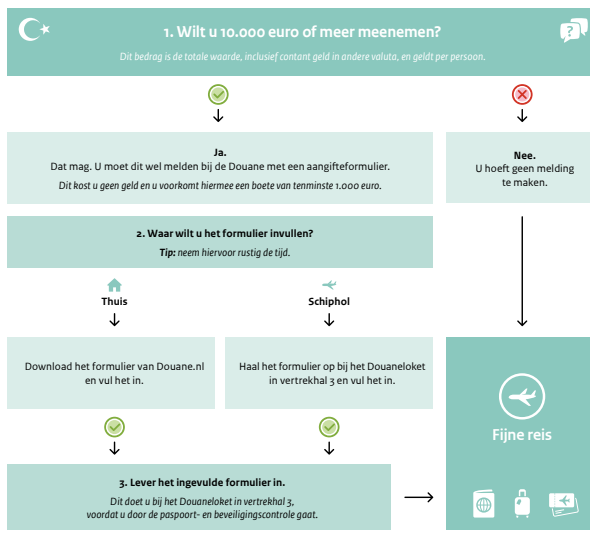 1. Wilt u 10.000 euro of meer meenemen?
?
Dit bedrag is de totale waarde, inclusief contant geld in andere valuta, en geldt per persoon.
Ja.
Dat mag. U moet dit wel melden bij de Douane met een aangifteformulier.
Dit kost u geen geld en u voorkomt hiermee een boete van tenminste 1.000 euro.
Nee.
U hoeft geen melding
te maken.
2. Waar wilt u het formulier invullen?
Tip: neem hiervoor rustig de tijd.
Thuis
Schiphol
Download het formulier van Douane.nl
en vul het in.
Haal het formulier op bij het Douaneloket
in vertrekhal 3 en vul het in.
Fijne reis
3. Lever het ingevulde formulier in.
Dit doet u bij het Douaneloket in vertrekhal 3,
voordat u door de paspoort- en beveiligingscontrole gaat.